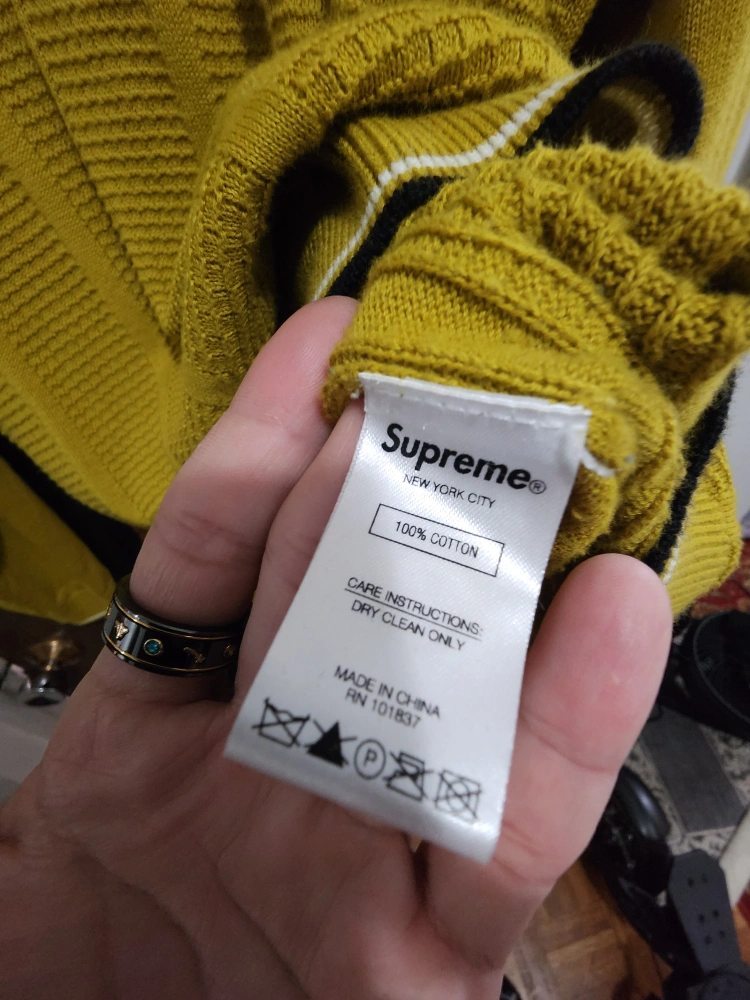 Supreme®
NEW YORK CITY
100% COTTON
CARE INSTRUCTIONS:
DRY CLEAN ONLY
MADE IN CHINA
RN 101837
P